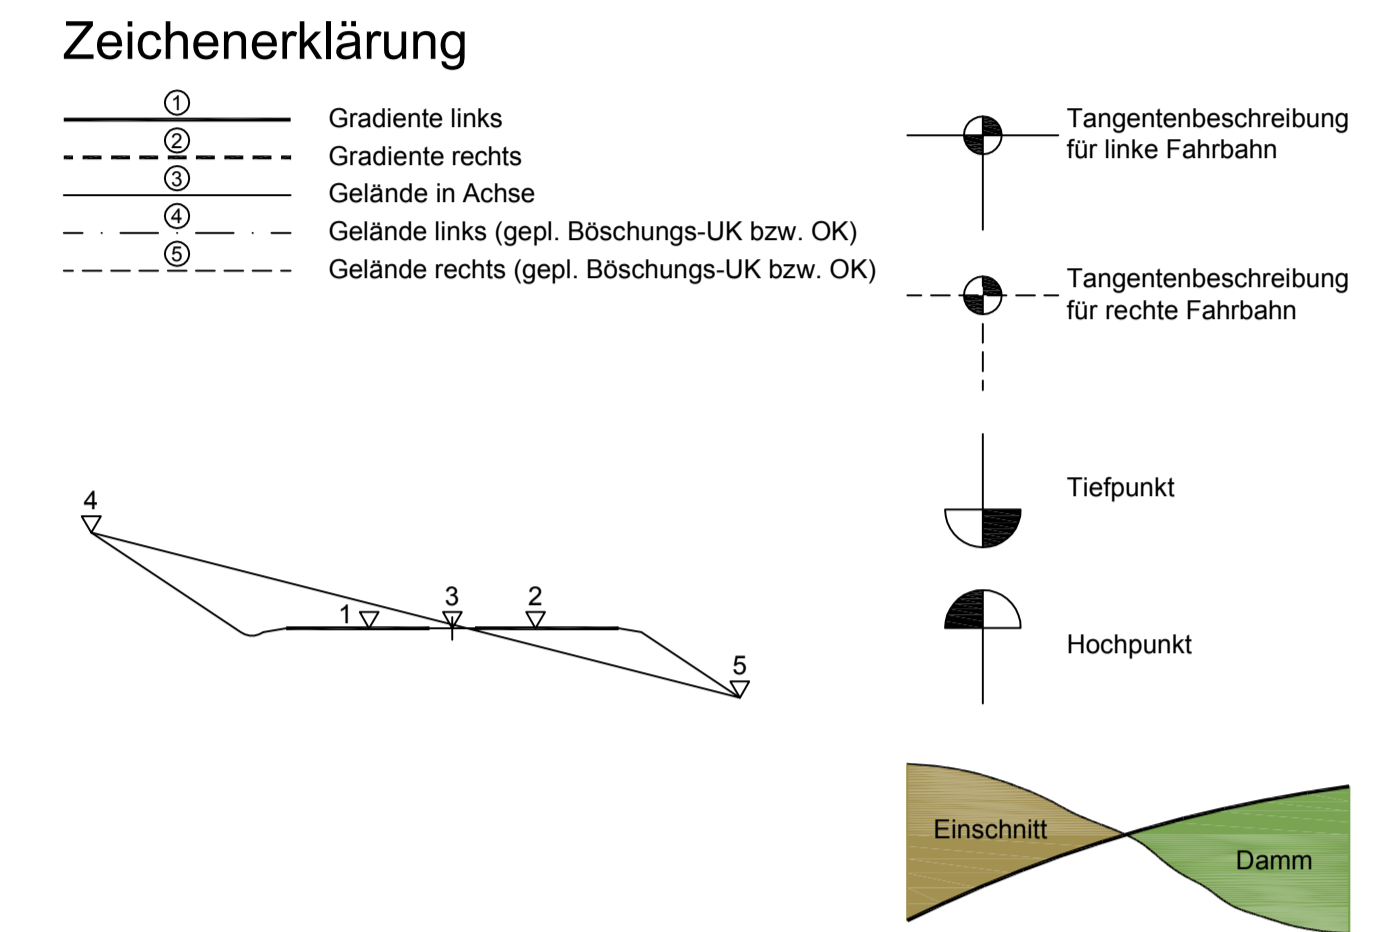 Zeichenerklärung
1
Gradiente links
2
Gradiente rechts
3
Gelände in Achse
4
Gelände links (gepl. Böschungs-UK bzw. OK)
5
Gelände rechts (gepl. Böschungs-UK bzw. OK)
4
1
3
2
5
Tangentenbeschreibung
für linke Fahrbahn
Tangentenbeschreibung
für rechte Fahrbahn
Tiefpunkt
Hochpunkt
Einschnitt
Damm